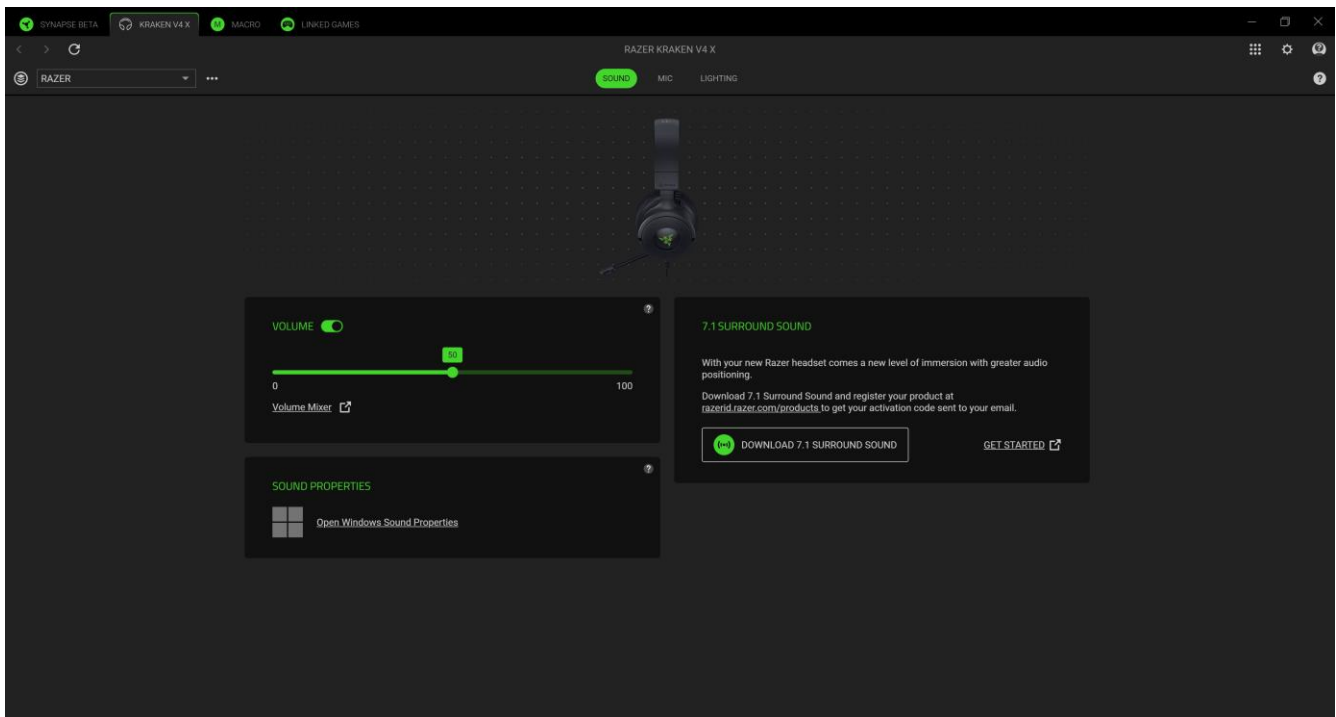 SYNAPSE BETA
KRAKEN V4 X
M
MACRO
LINKED GAMES
RAZER KRAKEN V4 X
RAZER
SOUND
MIC
LIGHTING
?
?
VOLUME
50
0
100
Volume Mixer
?
SOUND PROPERTIES
Open Windows Sound Properties
7.1 SURROUND SOUND
With your new Razer headset comes a new level of immersion with greater audio
positioning.
Download 7.1 Surround Sound and register your product at
razerid.razer.com/products to get your activation code sent to your email.
DOWNLOAD 7.1 SURROUND SOUND
GET STARTED